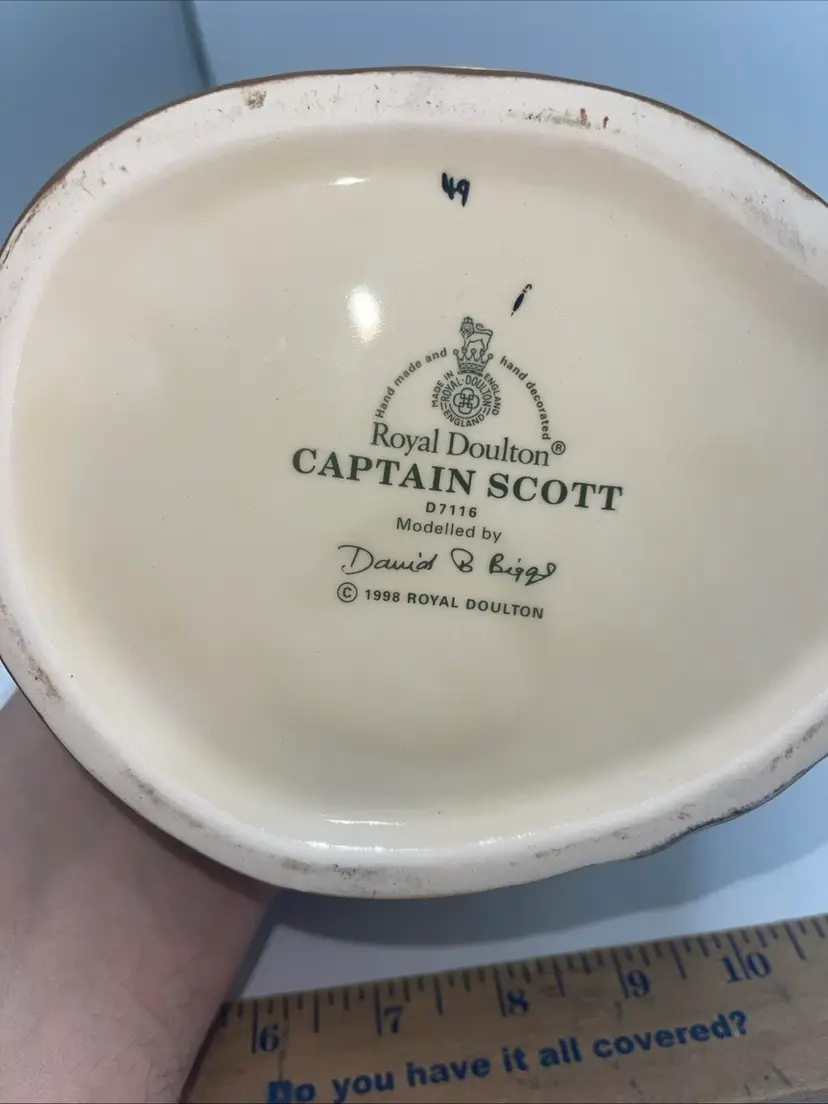 49
Hand made and hand decorated
MADE IN ENGLAND
ROYAL·DOULTON
ENGLAND
Royal Doulton®
CAPTAIN SCOTT
D7116
Modelled by
David B Biggs
© 1998 ROYAL DOULTON
6 7 8 9 10
Do you have it all covered?